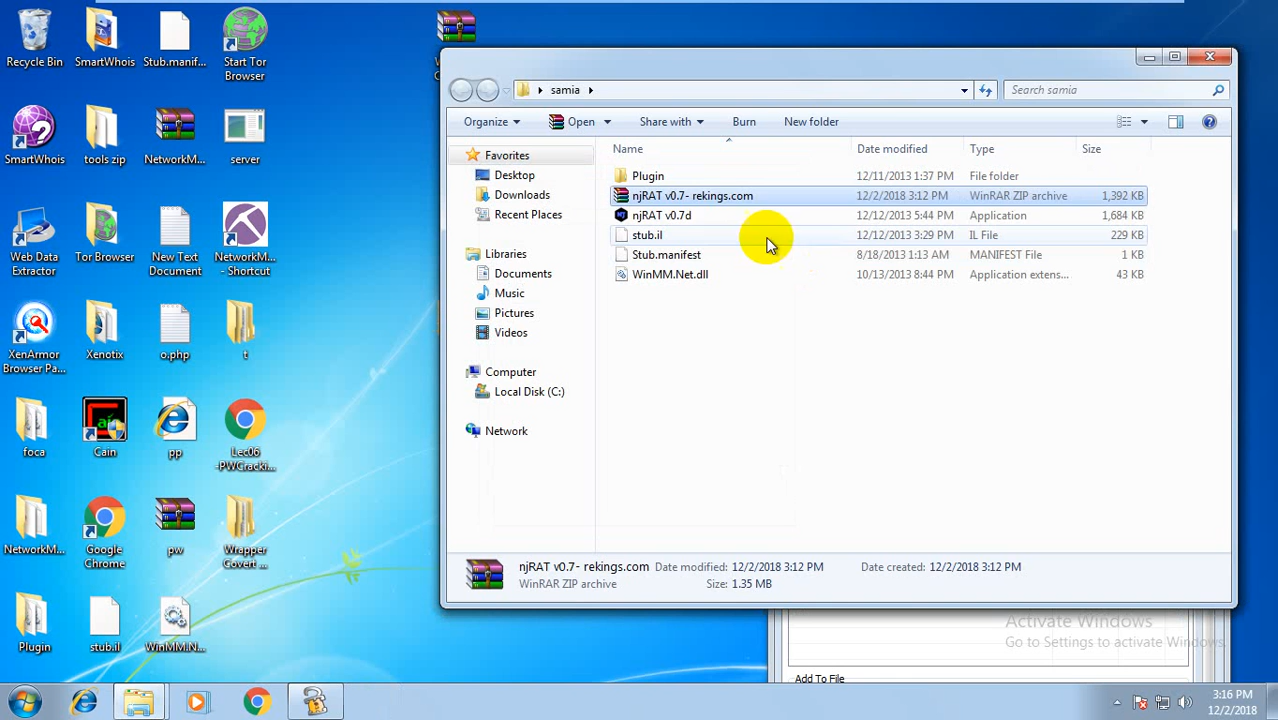 Recycle Bin
SmartWhois
Stub.manif...
Start Tor
Browser
SmartWhois
tools zip
NetworkM...
server
Web Data
Extractor
Tor Browser
New Text
Document
NetworkM...
- Shortcut
XenArmor
Browser Pa...
Xenotix
o.php
t
foca
Cain
pp
Lec06
-PWCracki...
NetworkM...
Google
Chrome
pw
Wrapper
Covert ...
Plugin
stub.il
WinMM.N...
samia
Search samia
Organize
Open
Share with
Burn
New folder
Favorites
Desktop
Downloads
Recent Places
Libraries
Documents
Music
Pictures
Videos
Computer
Local Disk (C:)
Network
Name Date modified Type Size
Plugin 12/11/2013 1:37 PM File folder
njRAT v0.7- rekings.com 12/2/2018 3:12 PM WinRAR ZIP archive 1,392 KB
njRAT v0.7d 12/12/2013 5:44 PM Application 1,684 KB
stub.il 12/12/2013 3:29 PM IL File 229 KB
Stub.manifest 8/18/2013 1:13 AM MANIFEST File 1 KB
WinMM.Net.dll 10/13/2013 8:44 PM Application extens... 43 KB
njRAT v0.7- rekings.com Date modified: 12/2/2018 3:12 PM Date created: 12/2/2018 3:12 PM
WinRAR ZIP archive Size: 1.35 MB
Activate Windows
Go to Settings to activate Windows.
Add To File
3:16 PM
12/2/2018